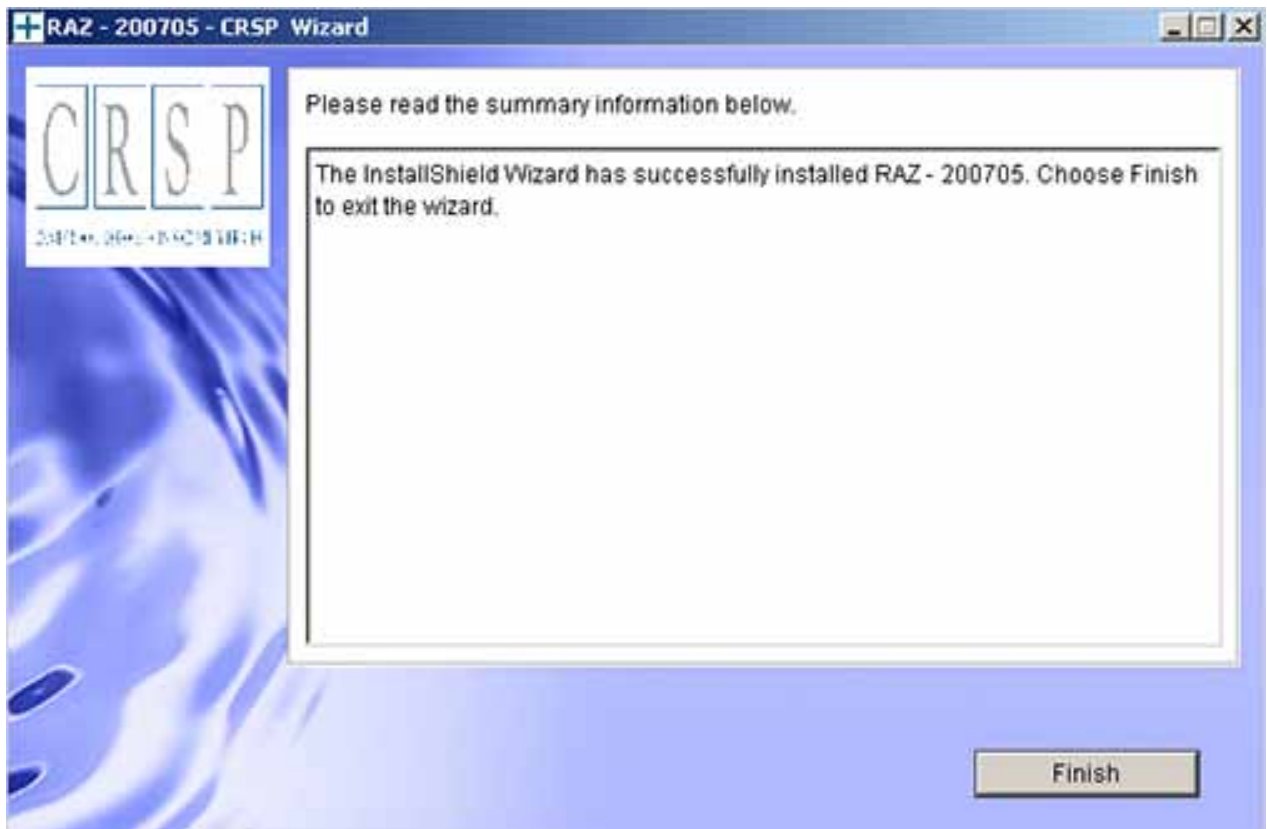 RAZ - 200705 - CRSP Wizard
CRSP
Please read the summary information below.
The InstallShield Wizard has successfully installed RAZ - 200705. Choose Finish
to exit the wizard.
Finish